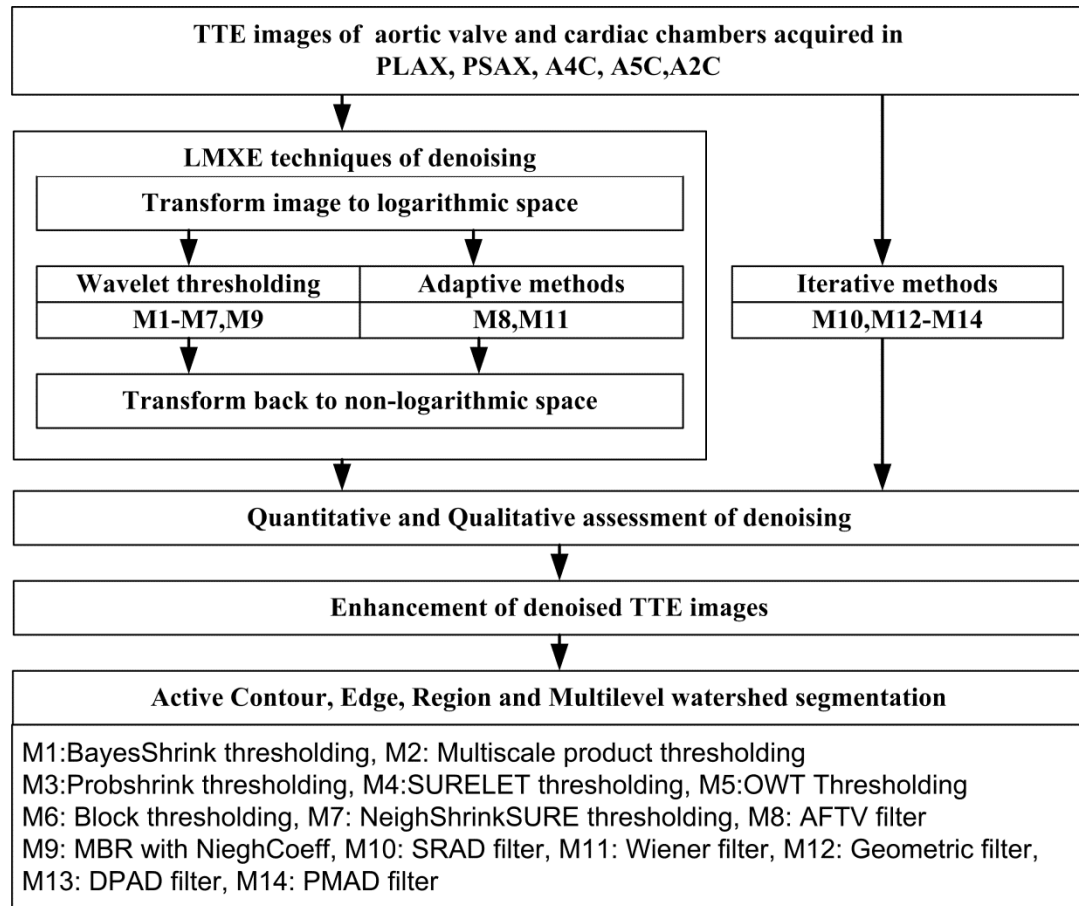 TTE images of aortic valve and cardiac chambers acquired in
PLAX, PSAX, A4C, A5C,A2C
LMXE techniques of denoising
Transform image to logarithmic space
Wavelet thresholding
Adaptive methods
Iterative methods
M1-M7,M9
M8,M11
M10,M12-M14
Transform back to non-logarithmic space
Quantitative and Qualitative assessment of denoising
Enhancement of denoised TTE images
Active Contour, Edge, Region and Multilevel watershed segmentation
M1:BayesShrink thresholding, M2: Multiscale product thresholding
M3:Probshrink thresholding, M4:SURELET thresholding, M5:OWT Thresholding
M6: Block thresholding, M7: NeighShrinkSURE thresholding, M8: AFTV filter
M9: MBR with NieghCoeff, M10: SRAD filter, M11: Wiener filter, M12: Geometric filter,
M13: DPAD filter, M14: PMAD filter